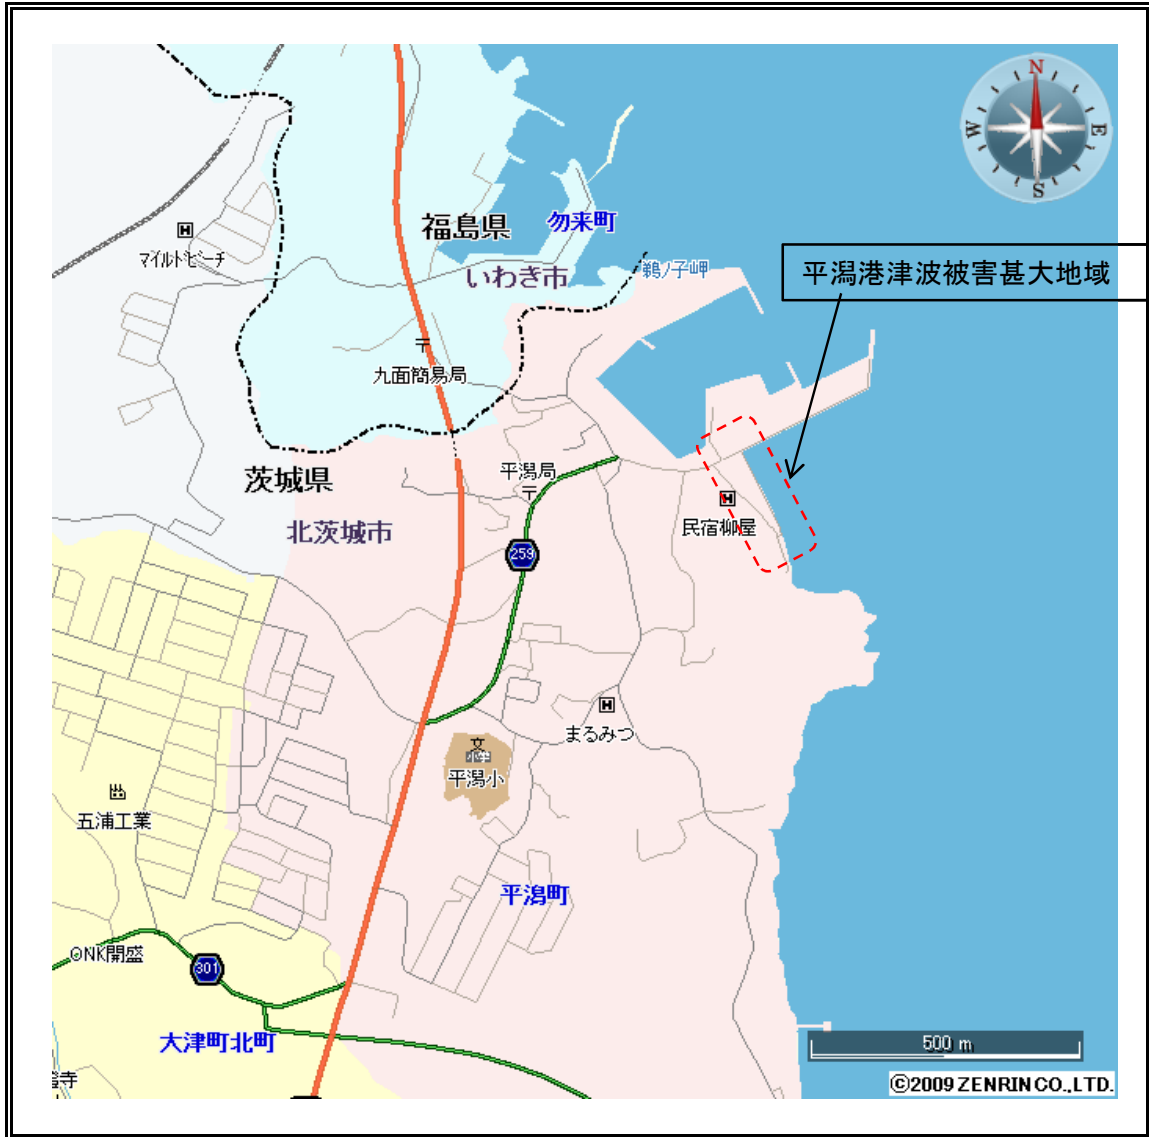 N
W
E
S
福島県
勿来町
マイルドビーチ
いわき市
鵜ノ子岬
平潟港津波被害甚大地域
九面簡易局
茨城県
平潟局
北茨城市
民宿柳屋
259
まるみつ
小学
平潟小
五浦工業
平潟町
ONK開盛
301
大津町北町
500 m
寺
©2009 ZENRIN CO., LTD.